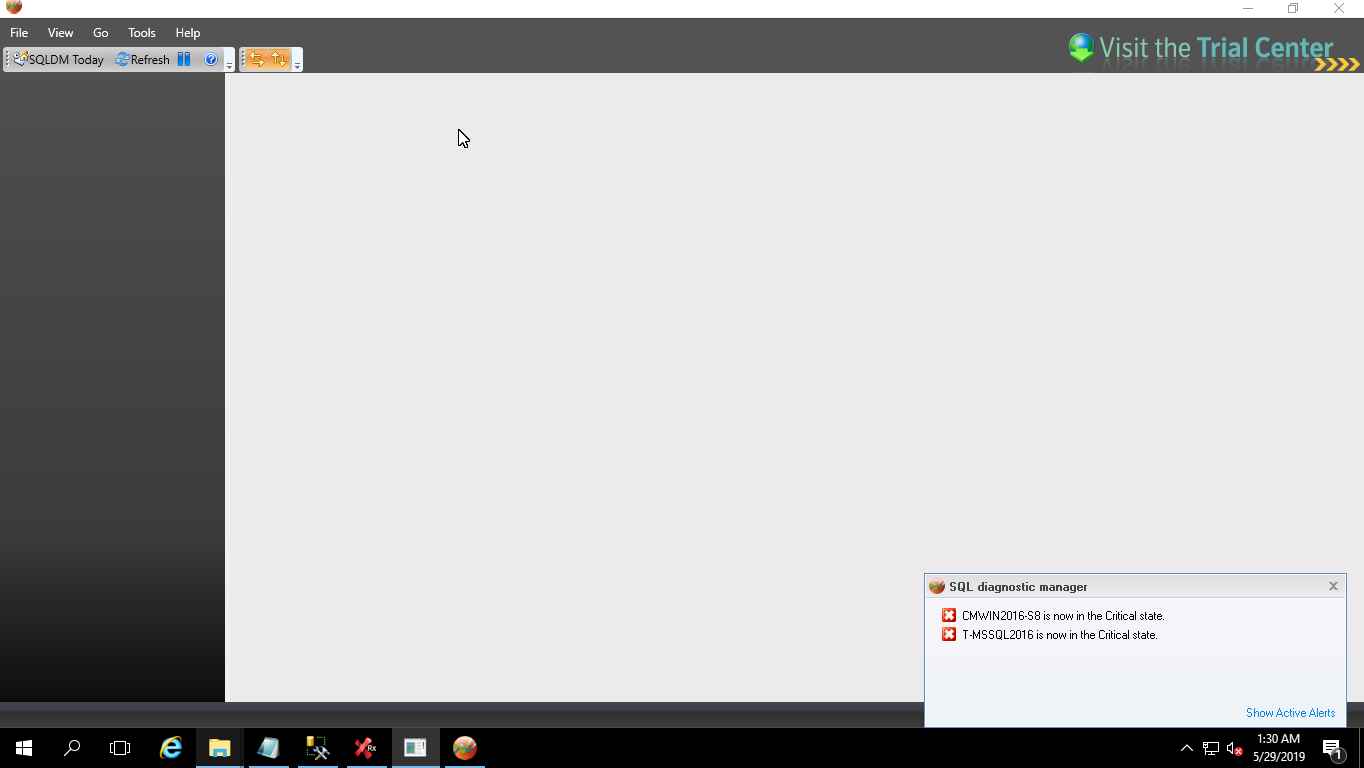 File View Go Tools Help
Visit the Trial Center
SQLDM Today Refresh
SQL diagnostic manager
CMWIN2016-S8 is now in the Critical state.
T-MSSQL2016 is now in the Critical state.
Show Active Alerts
Rx
1:30 AM
5/29/2019
1